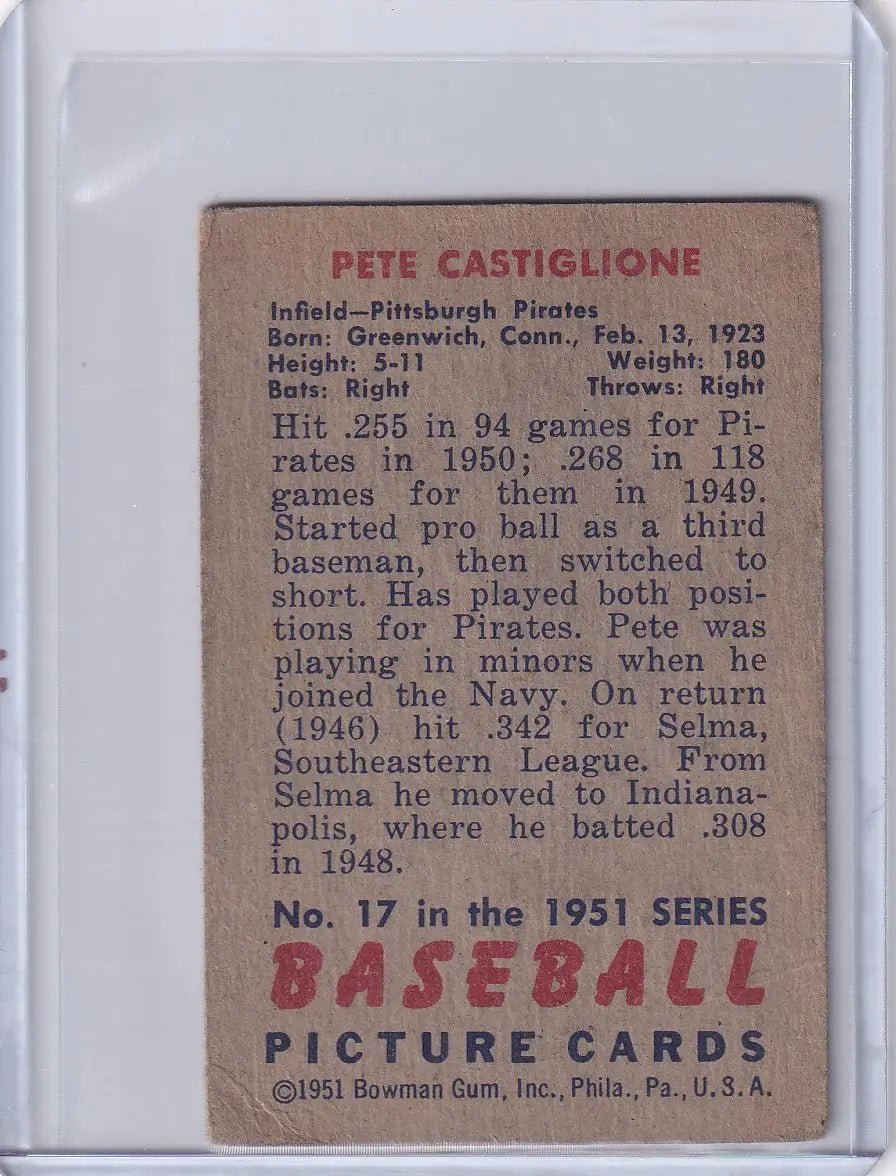 PETE CASTIGLIONE
Infield—Pittsburgh Pirates
Born: Greenwich, Conn., Feb. 13, 1923
Height: 5-11 Weight: 180
Bats: Right Throws: Right
Hit .255 in 94 games for Pi-
rates in 1950; .268 in 118
games for them in 1949.
Started pro ball as a third
baseman, then switched to
short. Has played both posi-
tions for Pirates. Pete was
playing in minors when he
joined the Navy. On return
(1946) hit .342 for Selma,
Southeastern League. From
Selma he moved to Indiana-
polis, where he batted .308
in 1948.
No. 17 in the 1951 SERIES
BASEBALL
PICTURE CARDS
©1951 Bowman Gum, Inc., Phila., Pa., U.S.A.